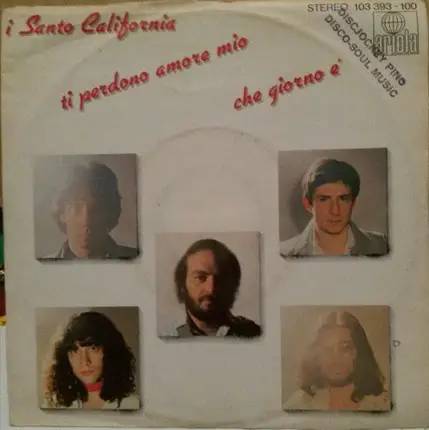 i Santo California
STEREO 103 393 - 100
ariola
DISCJOCKEY PINO
DISCO-SOUL MUSIC
ti perdono amore mio
che giorno e'